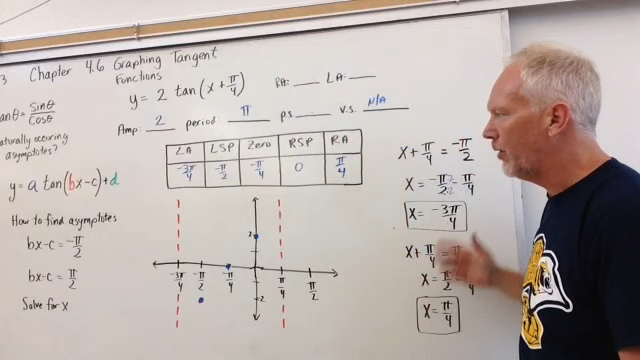 3 Chapter 4.6 Graphing Tangent
Functions
y = 2 tan(x + π/4)
RA: ___ LA: ___
Amp: 2 period π p.s. ___ v.s. N/A
tanθ = Sinθ/Cosθ
naturally occuring
asymptotes?
y = a tan(bx-c)+d
How to find asymptotes
bx-c = -π/2
bx-c = π/2
Solve for x
LA LSP Zero RSP RA
-3π/4 -π/2 -π/4 0 π/4
2
-3π/4 -π/2 -π/4 π/4 π/2
2
x + π/4 = -π/2
x = -π·2/2·2 - π/4
x = -3π/4
x + π/4 = π
x = π/2 4
x = π/4